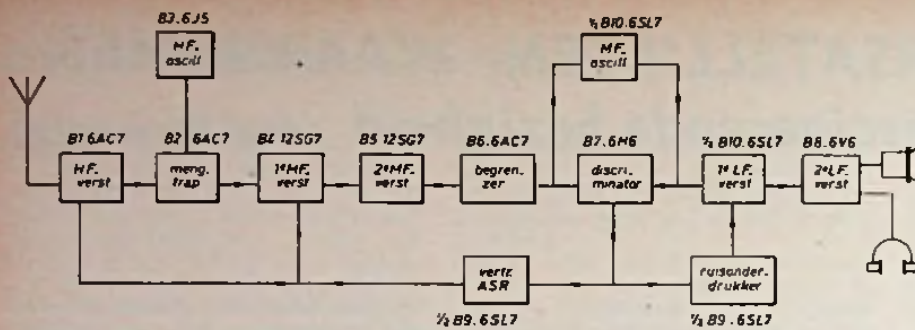 B3.6J5
HF.
oscill
½ B10.6SL7
MF.
oscill
B1 6AC7
HF.
verst
B2. 6AC7
meng.
trap
B4 12SG7
1ᵉ MF.
verst
B5 12SG7
2ᵉ MF.
verst
B6.6AC7
begren.
zer
B7.6H6
discri.
minator
½ B10.6SL7
1ᵉ LF.
verst
B8.6V6
2ᵉ LF.
verst
vertr.
ASR
½ B9.6SL7
ruisonder-
drukker
½ B9.6SL7